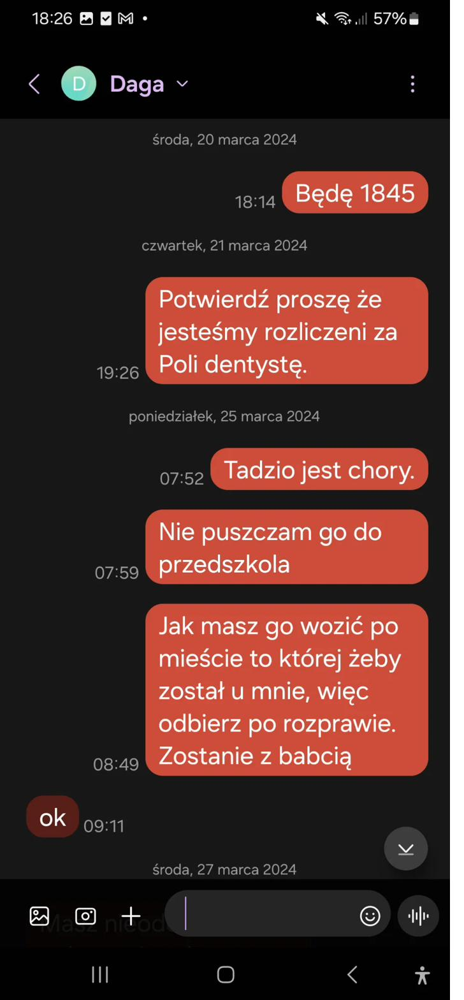 18:26
57%
D
Daga
środa, 20 marca 2024
Będę 1845
18:14
czwartek, 21 marca 2024
Potwierdź proszę że
jesteśmy rozliczeni za
Poli dentystę.
19:26
poniedziałek, 25 marca 2024
Tadzio jest chory.
07:52
Nie puszczam go do
przedszkola
07:59
Jak masz go wozić po
mieście to której żeby
został u mnie, więc
odbierz po rozprawie.
Zostanie z babcią
08:49
ok
09:11
środa, 27 marca 2024
Masz